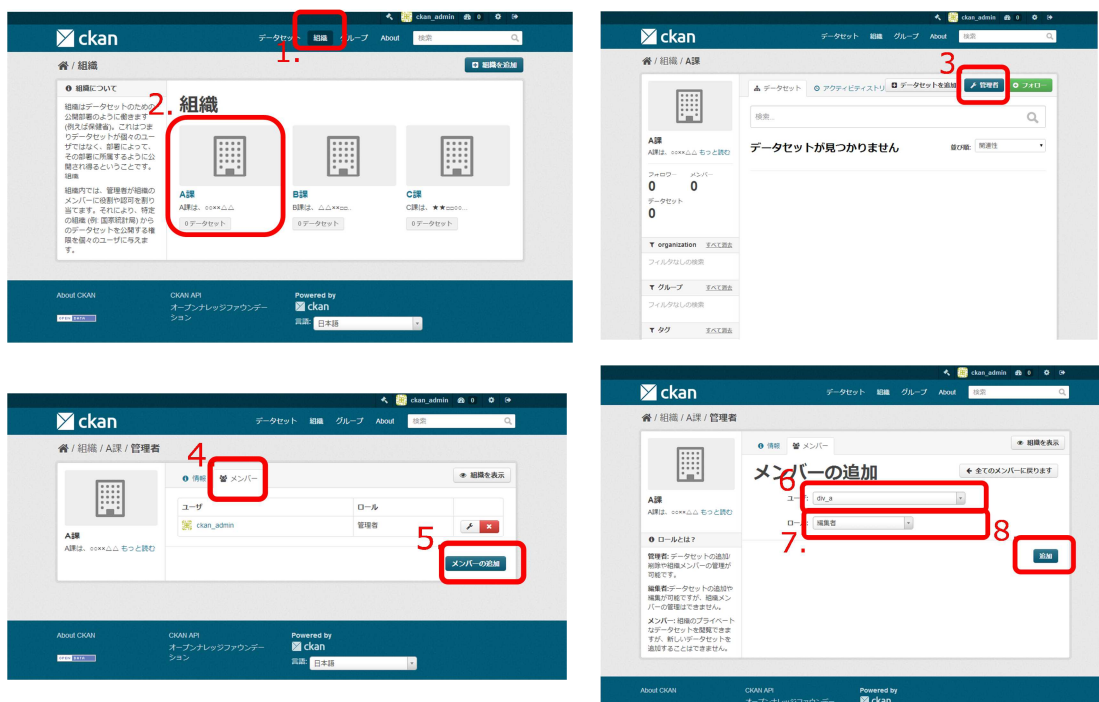 ckan_admin 0
ckan
データセット 組織 グループ About 検索
1.
/ 組織
組織を追加
組織について
組織はデータセットのための
公開部署のように働きます
(例えば保健省)。これはつま
りデータセットが個々のユー
ザではなく、部署によって、
その部署に所属するように公
開され得るということです。
組織
組織内では、管理者が組織の
メンバーに役割や認可を割り
当てます。それにより、特定
の組織 (例: 国家統計局) から
のデータセットを公開する権
限を個々のユーザに与えま
す。
2.
組織
A課
A課は、○○××△△
0 データセット
B課
B課は、△△××□□...
0 データセット
C課
C課は、★★□□○○...
0 データセット
About CKAN
OPEN DATA
CKAN API
オープンナレッジファウンデー
ション
Powered by
ckan
言語: 日本語
ckan_admin 0
ckan
データセット 組織 グループ About 検索
/ 組織 / A課
3
データセット アクティビティストリ データセットを追加 管理者 フォロー
検索...
A課
A課は、○○××△△ もっと読む
データセットが見つかりません
並び順: 関連性
フォロワー メンバー
0 0
データセット
0
organization すべて消去
フィルタなしの検索
グループ すべて消去
フィルタなしの検索
タグ すべて消去
ckan_admin 0
ckan
データセット 組織 グループ About 検索
/ 組織 / A課 / 管理者
4.
情報 メンバー
組織を表示
A課
A課は、○○××△△ もっと読む
ユーザ ロール
ckan_admin 管理者
5.
メンバーの追加
About CKAN
OPEN DATA
CKAN API
オープンナレッジファウンデー
ション
Powered by
ckan
言語: 日本語
ckan_admin 0
ckan
データセット 組織 グループ About 検索
/ 組織 / A課 / 管理者
情報 メンバー
組織を表示
メンバーの追加
全てのメンバーに戻ります
6
ユーザ: div_a
ロール: 編集者
7.
8.
追加
A課
A課は、○○××△△ もっと読む
ロールとは?
管理者: データセットの追加/
削除や組織メンバーの管理が
可能です。
編集者:データセットの追加や
編集が可能ですが、組織メン
バーの管理はできません。
メンバー: 組織のプライベート
なデータセットを閲覧できま
すが、新しいデータセットを
追加することはできません。
About CKAN
CKAN API
Powered by
ckan